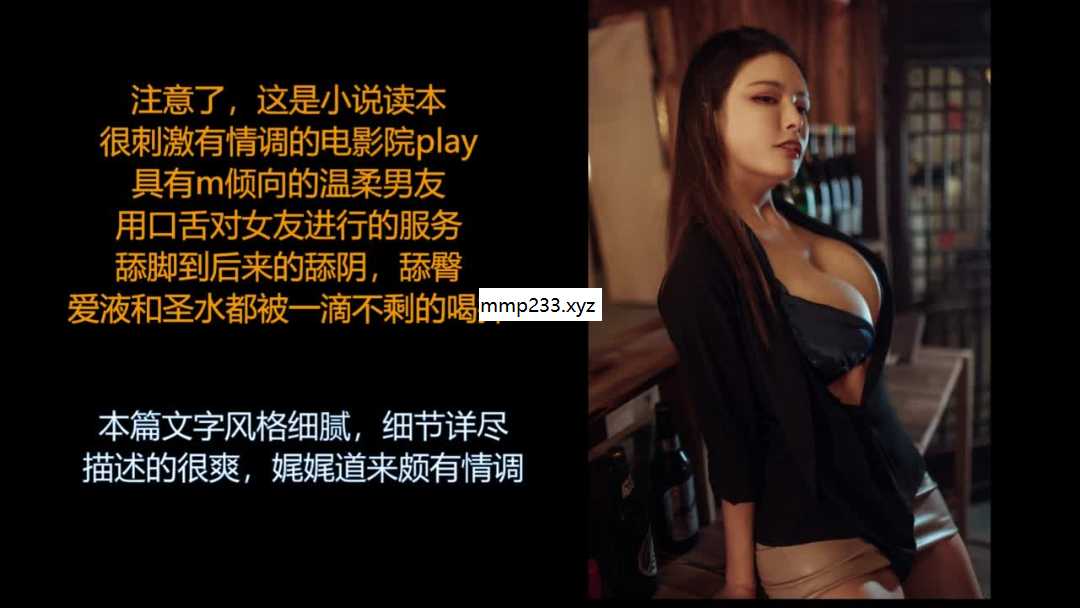 注意了，这是小说读本
很刺激有情调的电影院play
具有m倾向的温柔男友
用口舌对女友进行的服务
舔脚到后来的舔阴，舔臀
爱液和圣水都被一滴不剩的喝
mmp233.xyz
本篇文字风格细腻，细节详尽
描述的很爽，娓娓道来颇有情调